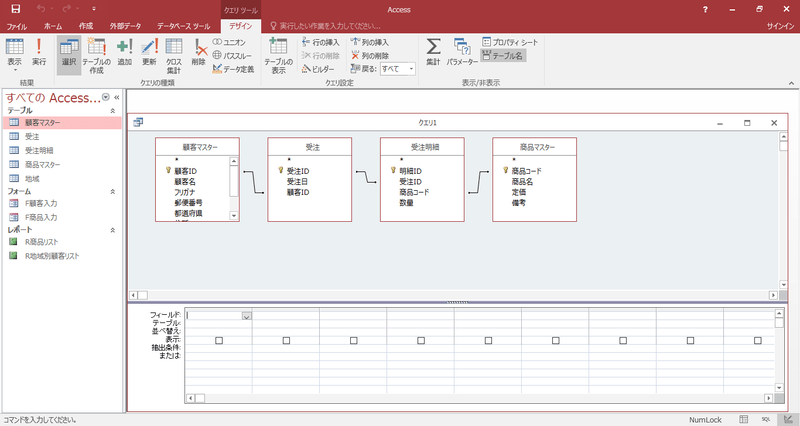 クエリ ツール
Access
ファイル ホーム 作成 外部データ データベース ツール デザイン 実行したい作業を入力してください... サインイン
表示 実行 選択 テーブルの作成 追加 更新 クロス集計 削除 ユニオン パススルー データ定義 テーブルの表示 行の挿入 行の削除 ビルダー 列の挿入 列の削除 戻る: すべて 集計 パラメーター プロパティ シート テーブル名
結果 クエリの種類 クエリ設定 表示/非表示
すべての Access...
テーブル
顧客マスター
受注
受注明細
商品マスター
地域
フォーム
F顧客入力
F商品入力
レポート
R商品リスト
R地域別顧客リスト
クエリ1
顧客マスター
*
顧客ID
顧客名
フリガナ
郵便番号
都道府県
受注
*
受注ID
受注日
顧客ID
受注明細
*
明細ID
受注ID
商品コード
数量
商品マスター
*
商品コード
商品名
定価
備考
フィールド:
テーブル:
並べ替え:
表示:
抽出条件:
または:
コマンドを入力してください。
NumLock
SQL